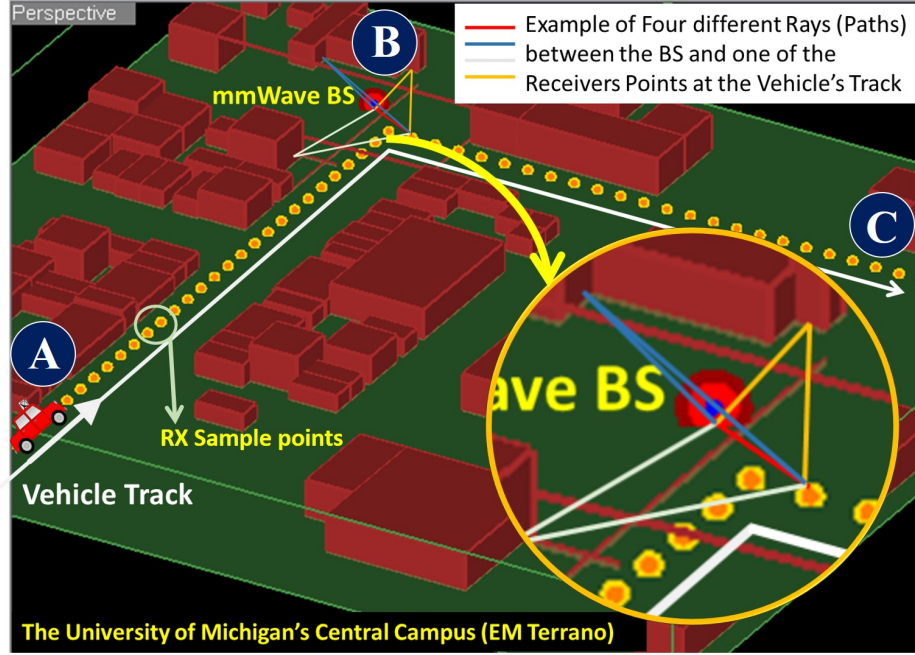 Perspective
Example of Four different Rays (Paths)
between the BS and one of the
Receivers Points at the Vehicle's Track
B
mmWave BS
C
A
ave BS
RX Sample points
Vehicle Track
The University of Michigan's Central Campus (EM Terrano)